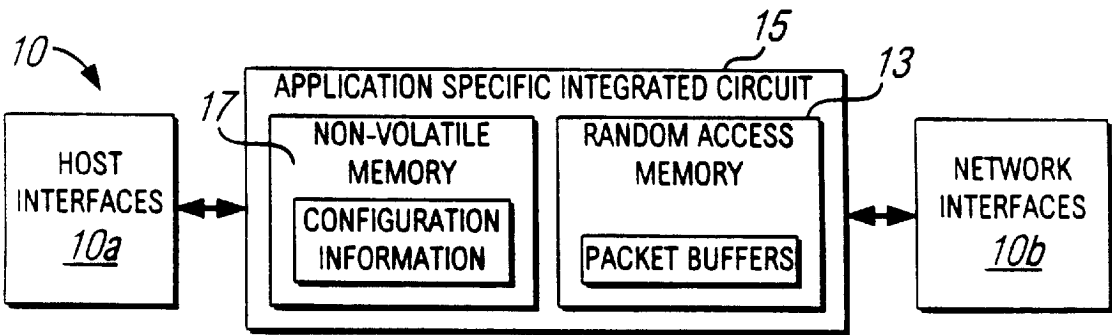 10
15
13
APPLICATION SPECIFIC INTEGRATED CIRCUIT
17
HOST
INTERFACES
10a
NON-VOLATILE
MEMORY
CONFIGURATION
INFORMATION
RANDOM ACCESS
MEMORY
PACKET BUFFERS
NETWORK
INTERFACES
10b